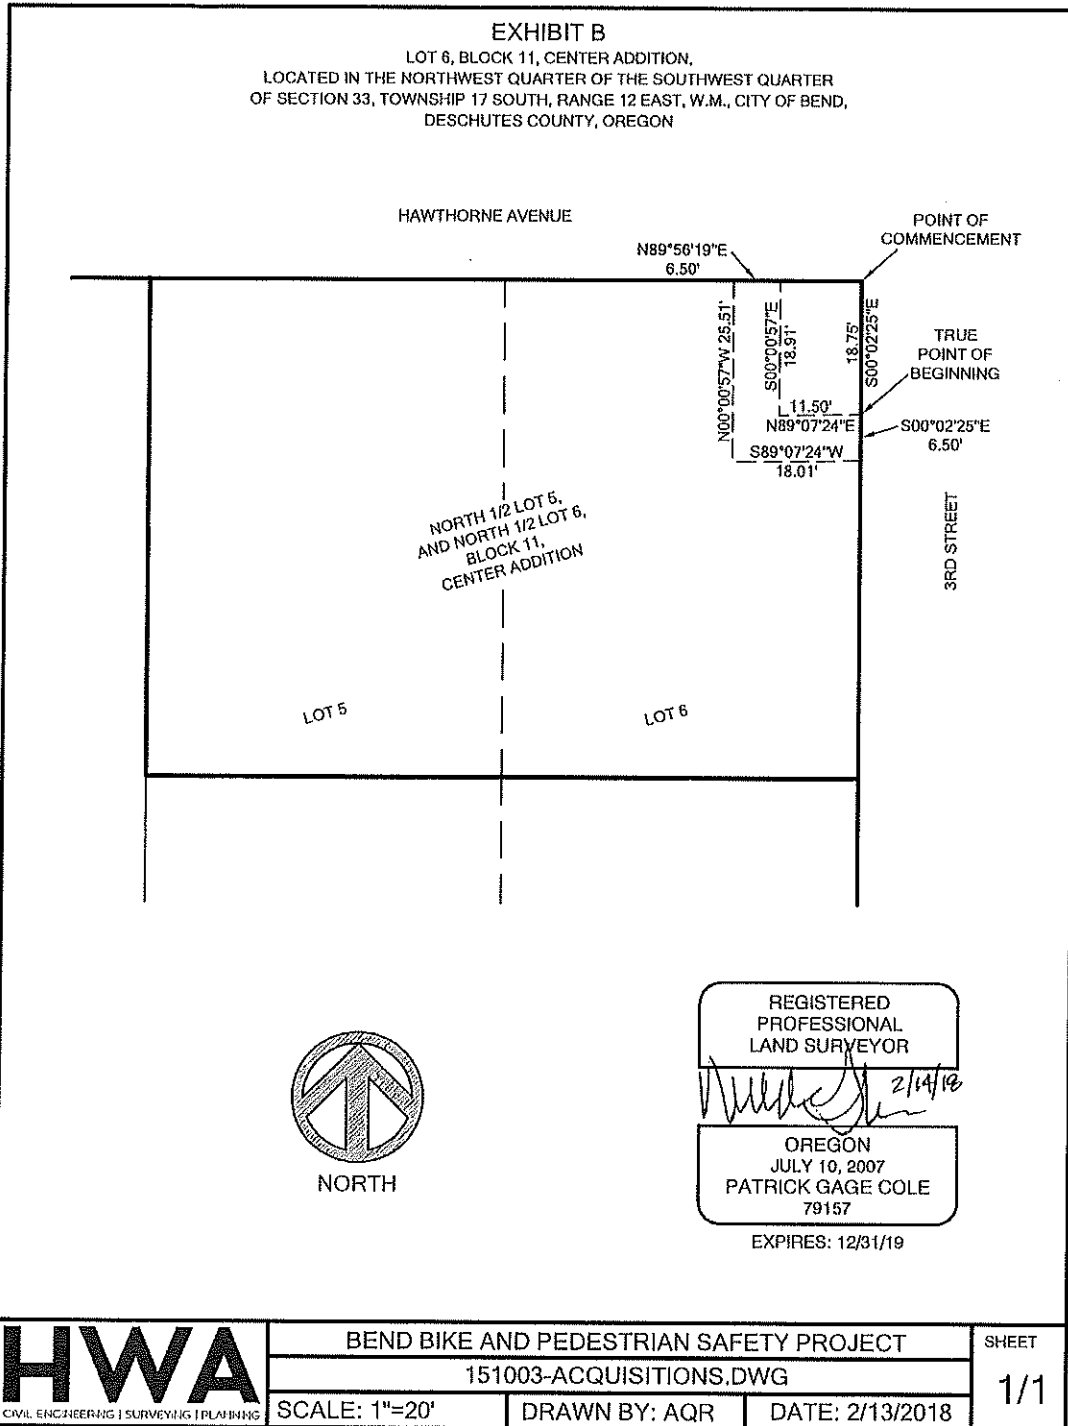 EXHIBIT B
LOT 6, BLOCK 11, CENTER ADDITION,
LOCATED IN THE NORTHWEST QUARTER OF THE SOUTHWEST QUARTER
OF SECTION 33, TOWNSHIP 17 SOUTH, RANGE 12 EAST, W.M., CITY OF BEND,
DESCHUTES COUNTY, OREGON
HAWTHORNE AVENUE
POINT OF
COMMENCEMENT
N89°56'19"E
6.50'
N00°00'57"W 25.51'
S00°00'57"E
18.91'
18.75'
S00°02'25"E
TRUE
POINT OF
BEGINNING
11.50'
N89°07'24"E
S00°02'25"E
6.50'
S89°07'24"W
18.01'
3RD STREET
NORTH 1/2 LOT 5,
AND NORTH 1/2 LOT 6,
BLOCK 11,
CENTER ADDITION
LOT 5
LOT 6
NORTH
REGISTERED
PROFESSIONAL
LAND SURVEYOR
2/14/18
OREGON
JULY 10, 2007
PATRICK GAGE COLE
79157
EXPIRES: 12/31/19
HWA
CIVIL ENGINEERING | SURVEYING | PLANNING
BEND BIKE AND PEDESTRIAN SAFETY PROJECT
151003-ACQUISITIONS.DWG
SCALE: 1"=20'
DRAWN BY: AQR
DATE: 2/13/2018
SHEET
1/1